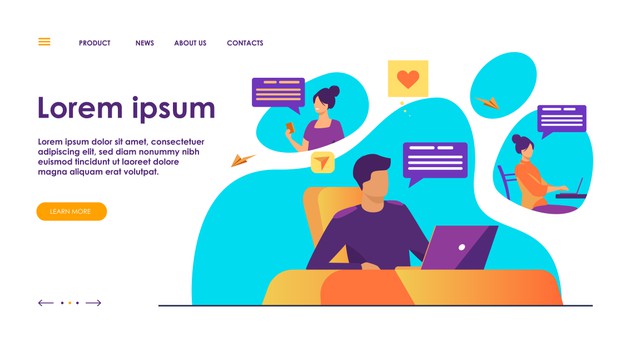 PRODUCT NEWS ABOUT US CONTACTS
Lorem ipsum
Lorem ipsum dolor sit amet, consectetuer
adipiscing elit, sed diam nonummy
nibh euismod tincidunt ut laoreet dolore
magna aliquam erat volutpat.
LEARN MORE